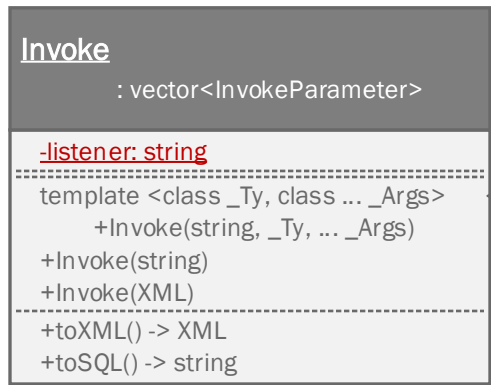 Invoke
: vector<InvokeParameter>
-listener: string
template <class _Ty, class ... _Args>
+Invoke(string, _Ty, ... _Args)
+Invoke(string)
+Invoke(XML)
+toXML() -> XML
+toSQL() -> string